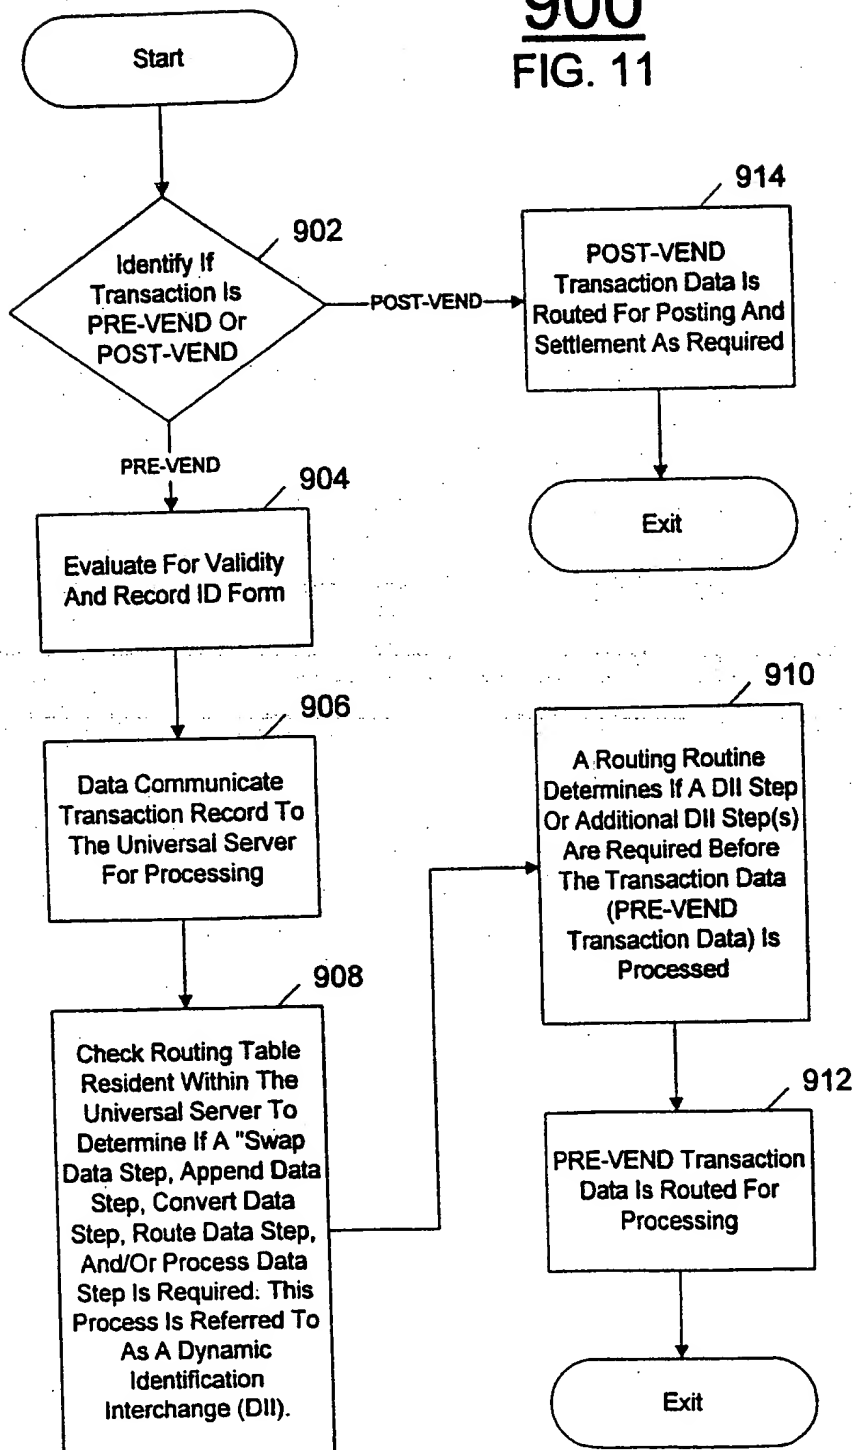 900
FIG. 11
Start
902
Identify If
Transaction Is
PRE-VEND Or
POST-VEND
POST-VEND
914
POST-VEND
Transaction Data Is
Routed For Posting And
Settlement As Required
Exit
PRE-VEND
904
Evaluate For Validity
And Record ID Form
906
Data Communicate
Transaction Record To
The Universal Server
For Processing
908
Check Routing Table
Resident Within The
Universal Server To
Determine If A "Swap
Data Step, Append Data
Step, Convert Data
Step, Route Data Step,
And/Or Process Data
Step Is Required. This
Process Is Referred To
As A Dynamic
Identification
Interchange (DII).
910
A Routing Routine
Determines If A DII Step
Or Additional DII Step(s)
Are Required Before
The Transaction Data
(PRE-VEND
Transaction Data) Is
Processed
912
PRE-VEND Transaction
Data Is Routed For
Processing
Exit